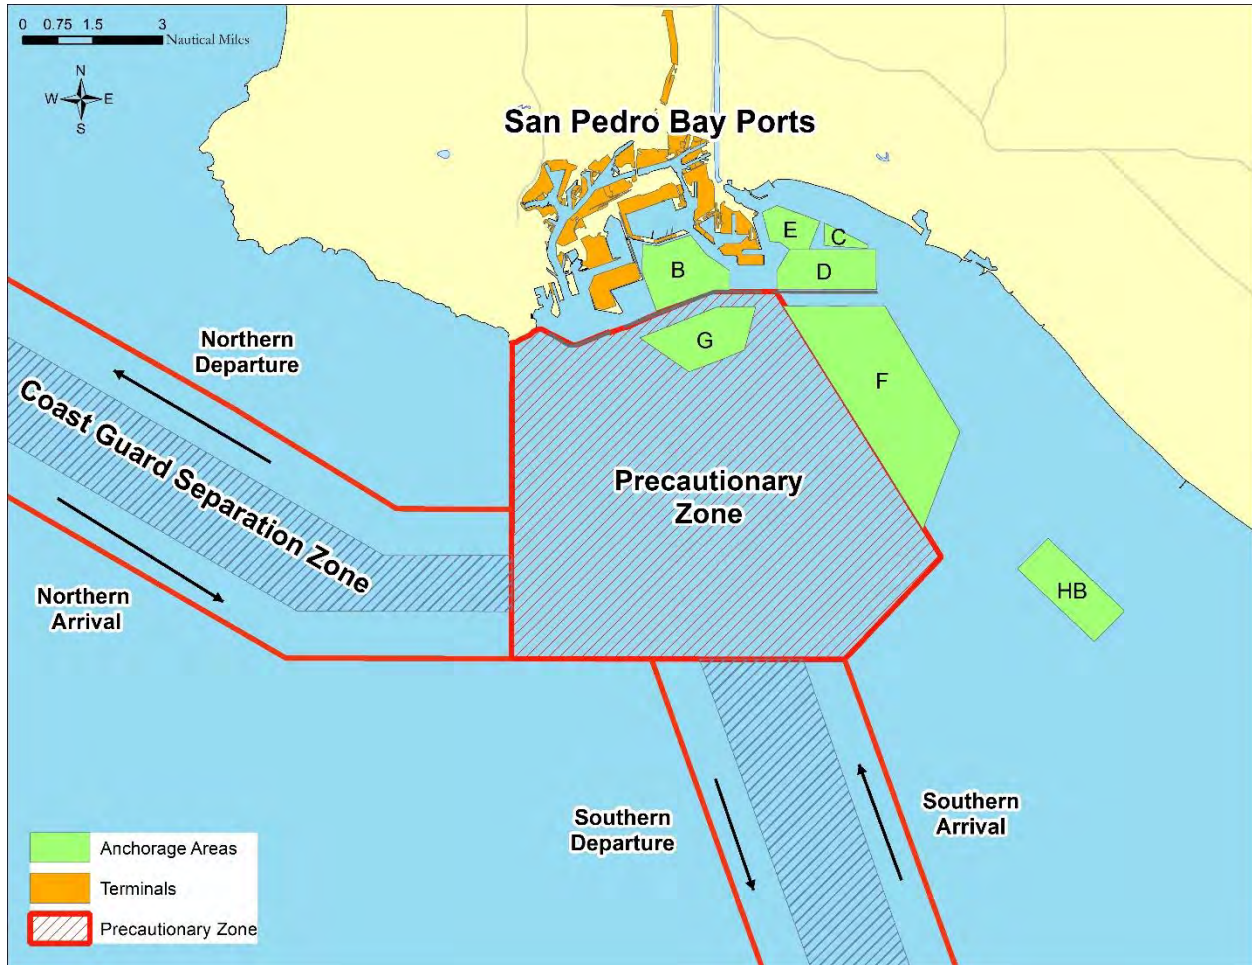 0 0.75 1.5 3
Nautical Miles
N
W E
S
San Pedro Bay Ports
E
C
B
D
G
F
Northern
Departure
Coast Guard Separation Zone
Precautionary
Zone
Northern
Arrival
HB
Southern
Departure
Southern
Arrival
Anchorage Areas
Terminals
Precautionary Zone